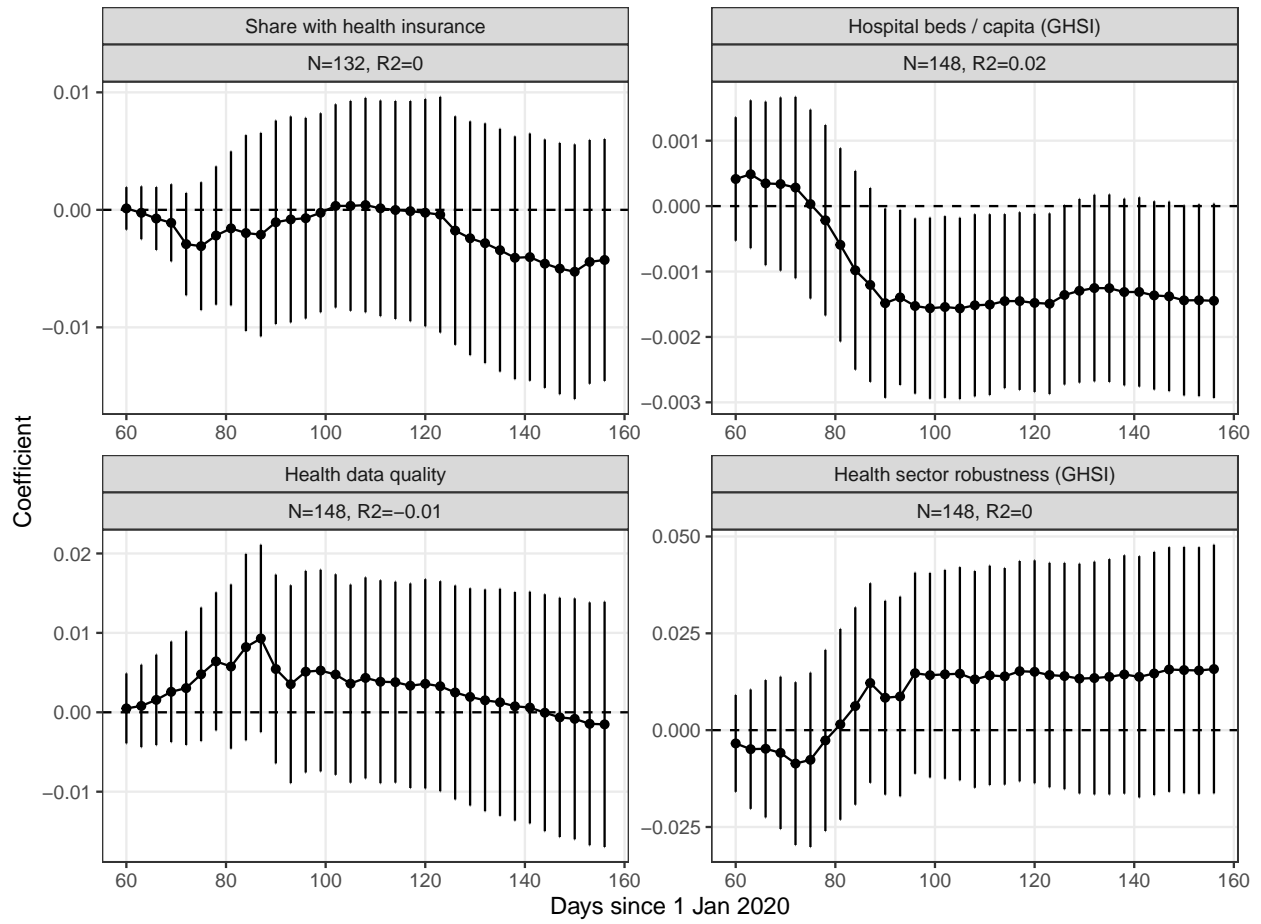 Share with health insurance
N=132, R2=0
0.01
0.00
−0.01
60 80 100 120 140 160
Hospital beds / capita (GHSI)
N=148, R2=0.02
0.001
0.000
−0.001
−0.002
−0.003
60 80 100 120 140 160
Coefficient
Health data quality
N=148, R2=−0.01
0.02
0.01
0.00
−0.01
60 80 100 120 140 160
Health sector robustness (GHSI)
N=148, R2=0
0.050
0.025
0.000
−0.025
60 80 100 120 140 160
Days since 1 Jan 2020